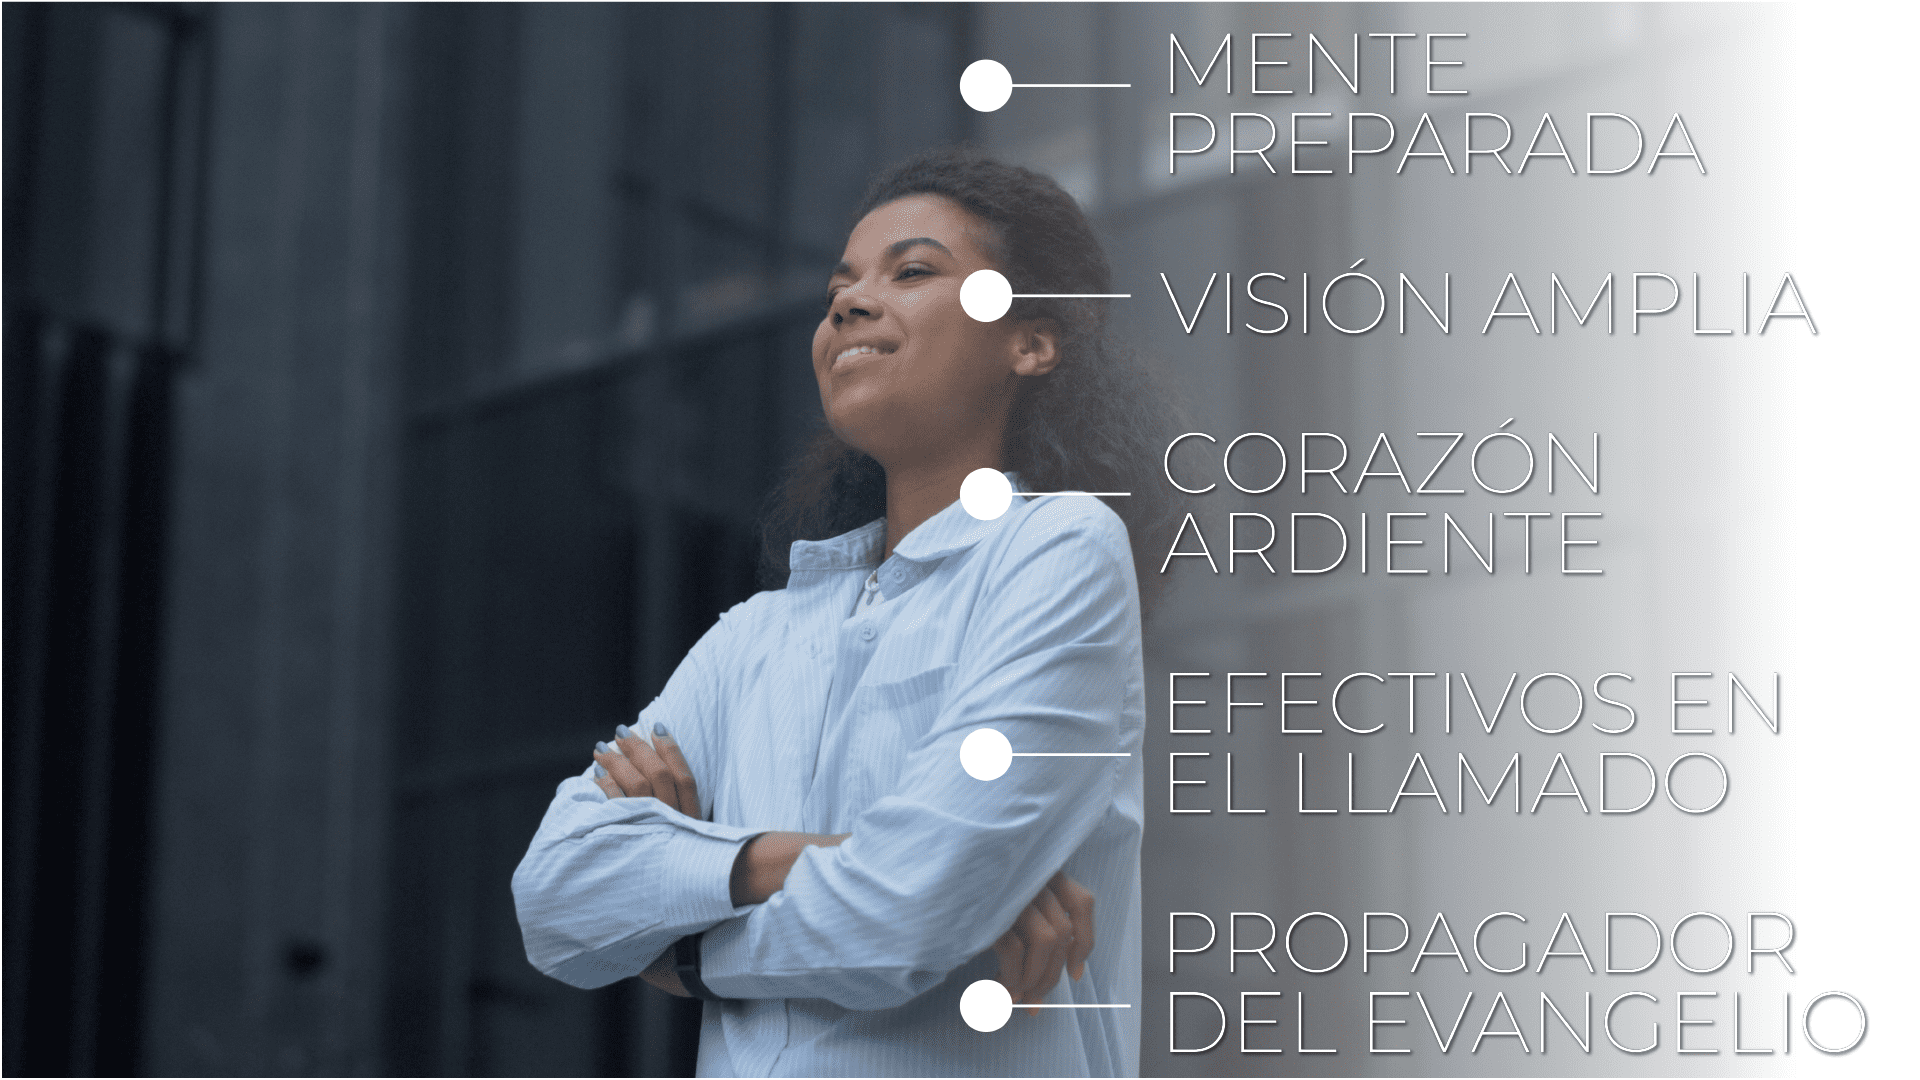 MENTE
PREPARADA
VISIÓN AMPLIA
CORAZÓN
ARDIENTE
EFECTIVOS EN
EL LLAMADO
PROPAGADOR
DEL EVANGELIO